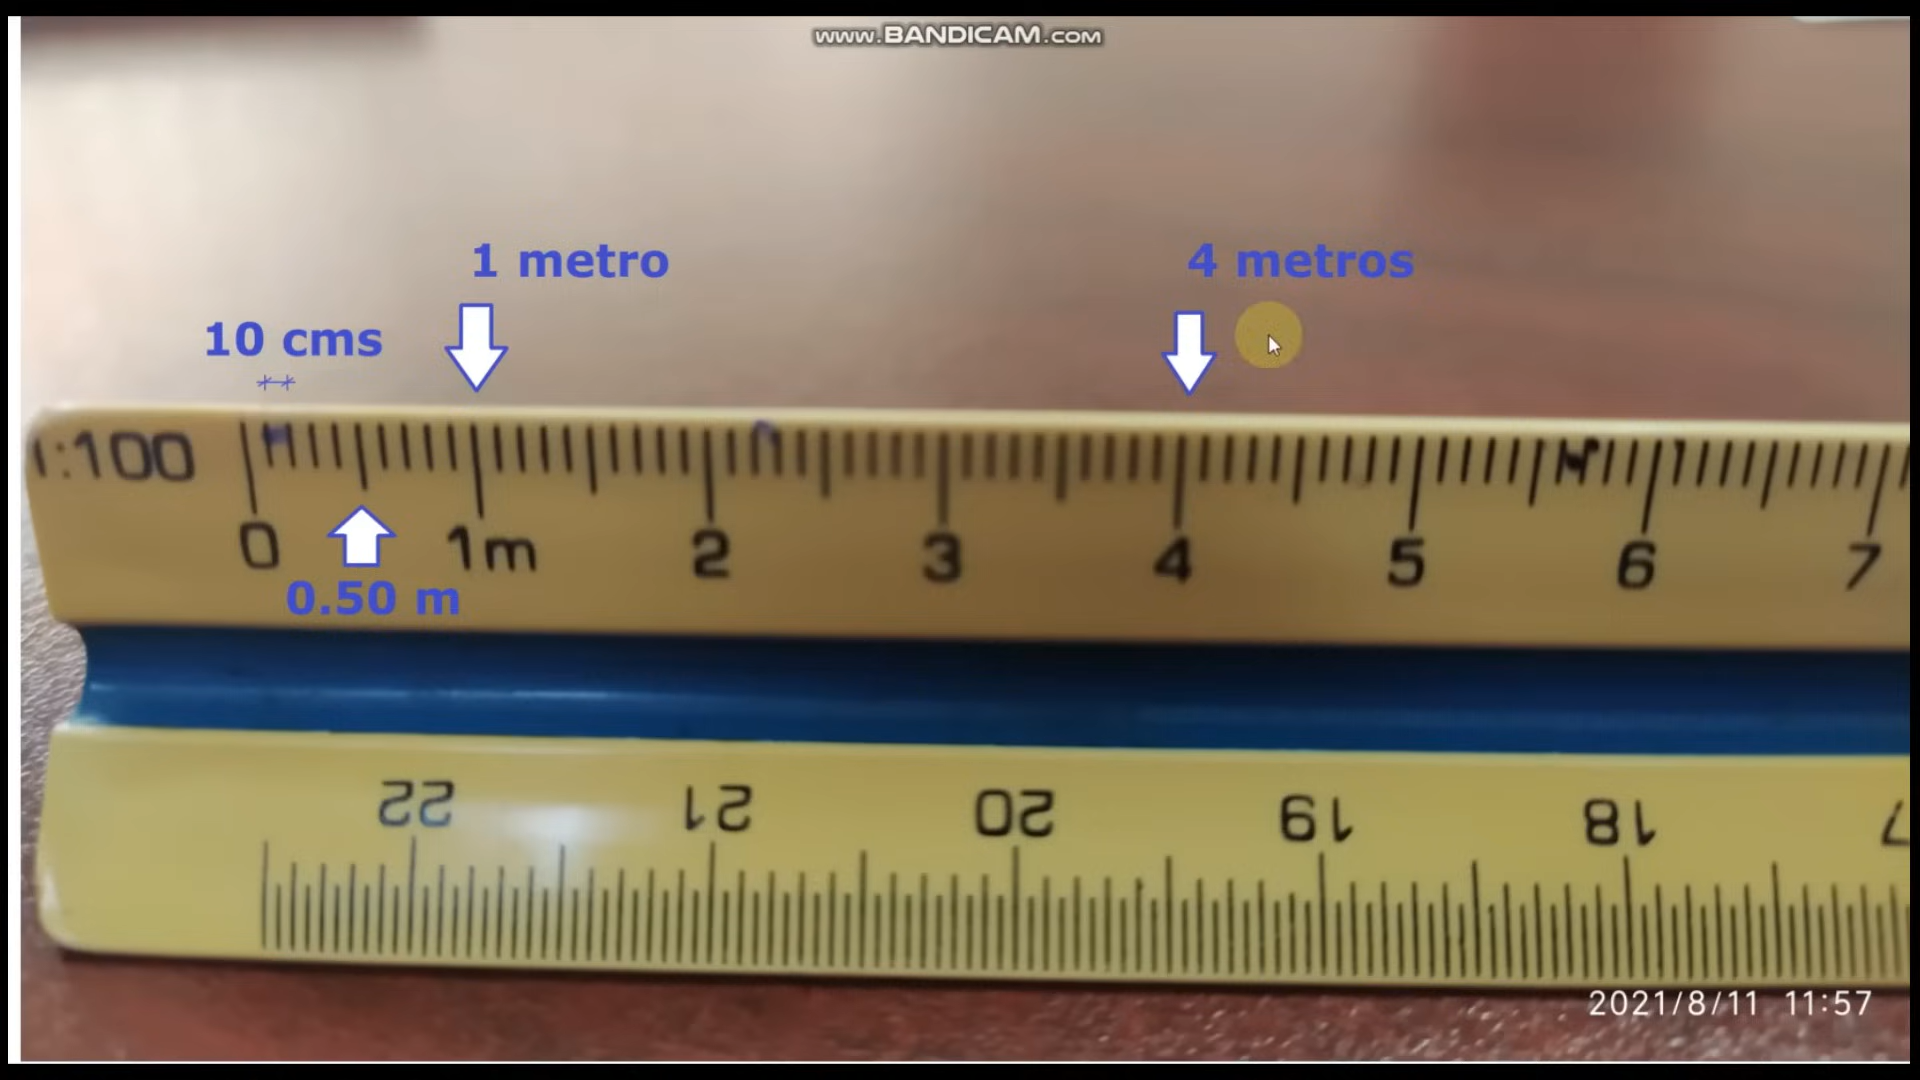 www.BANDICAM.com
1 metro
4 metros
10 cms
1:100
0 1m 2 3 4 5 6 7
0.50 m
22 21 20 19 18
2021/8/11 11:57